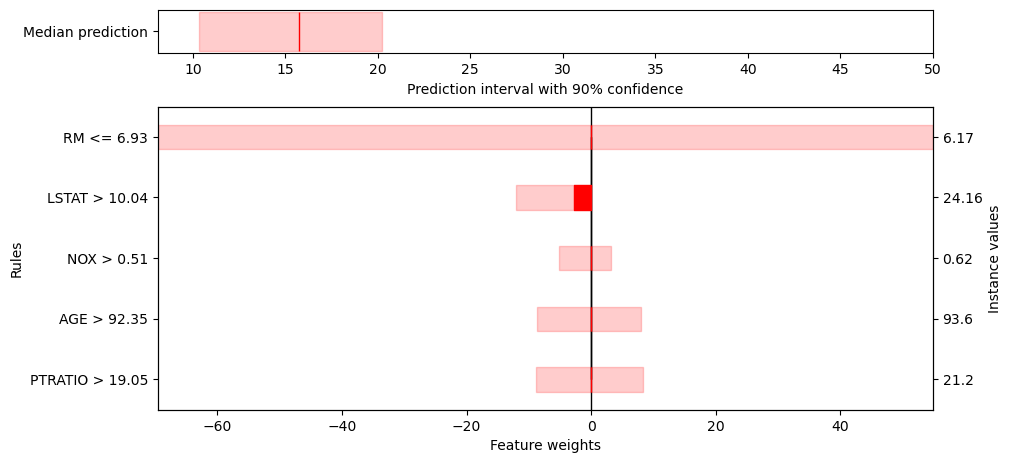 Median prediction
10 15 20 25 30 35 40 45 50
Prediction interval with 90% confidence
RM <= 6.93 6.17
LSTAT > 10.04 24.16
NOX > 0.51 0.62
AGE > 92.35 93.6
PTRATIO > 19.05 21.2
Rules
Instance values
−60 −40 −20 0 20 40
Feature weights